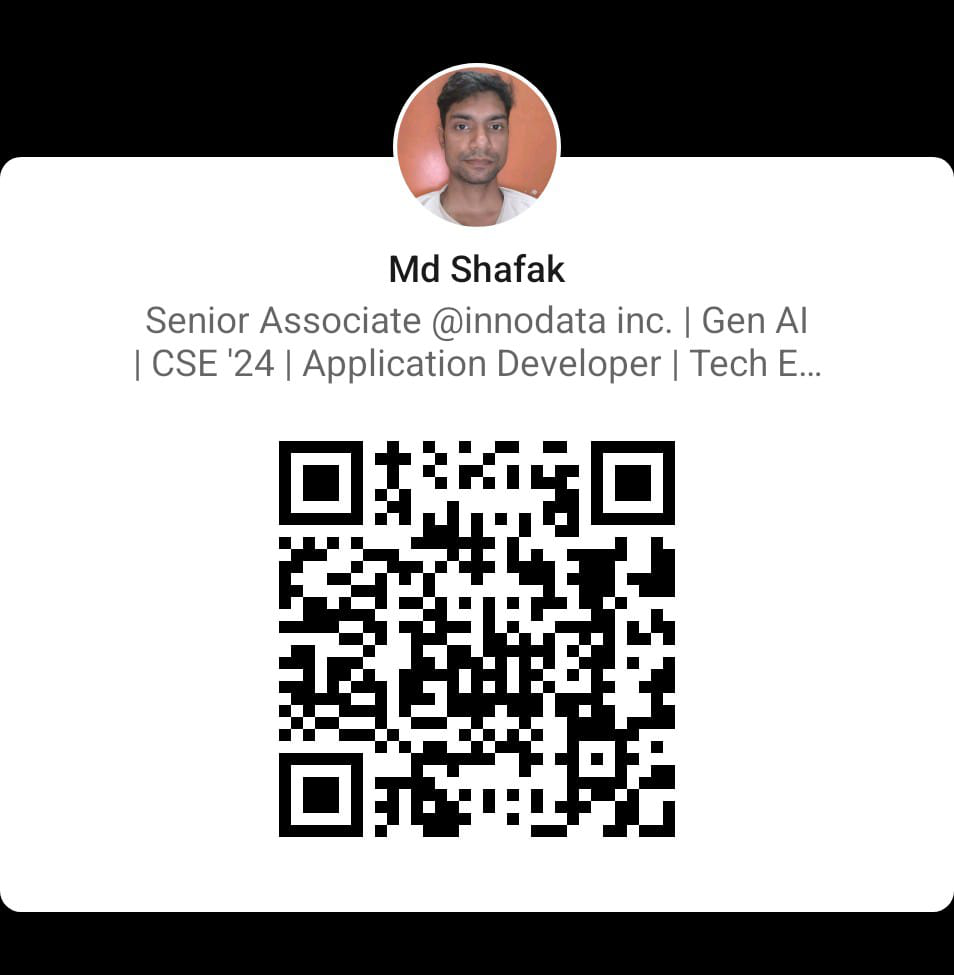 Md Shafak
Senior Associate @innodata inc. | Gen AI
| CSE '24 | Application Developer | Tech E...